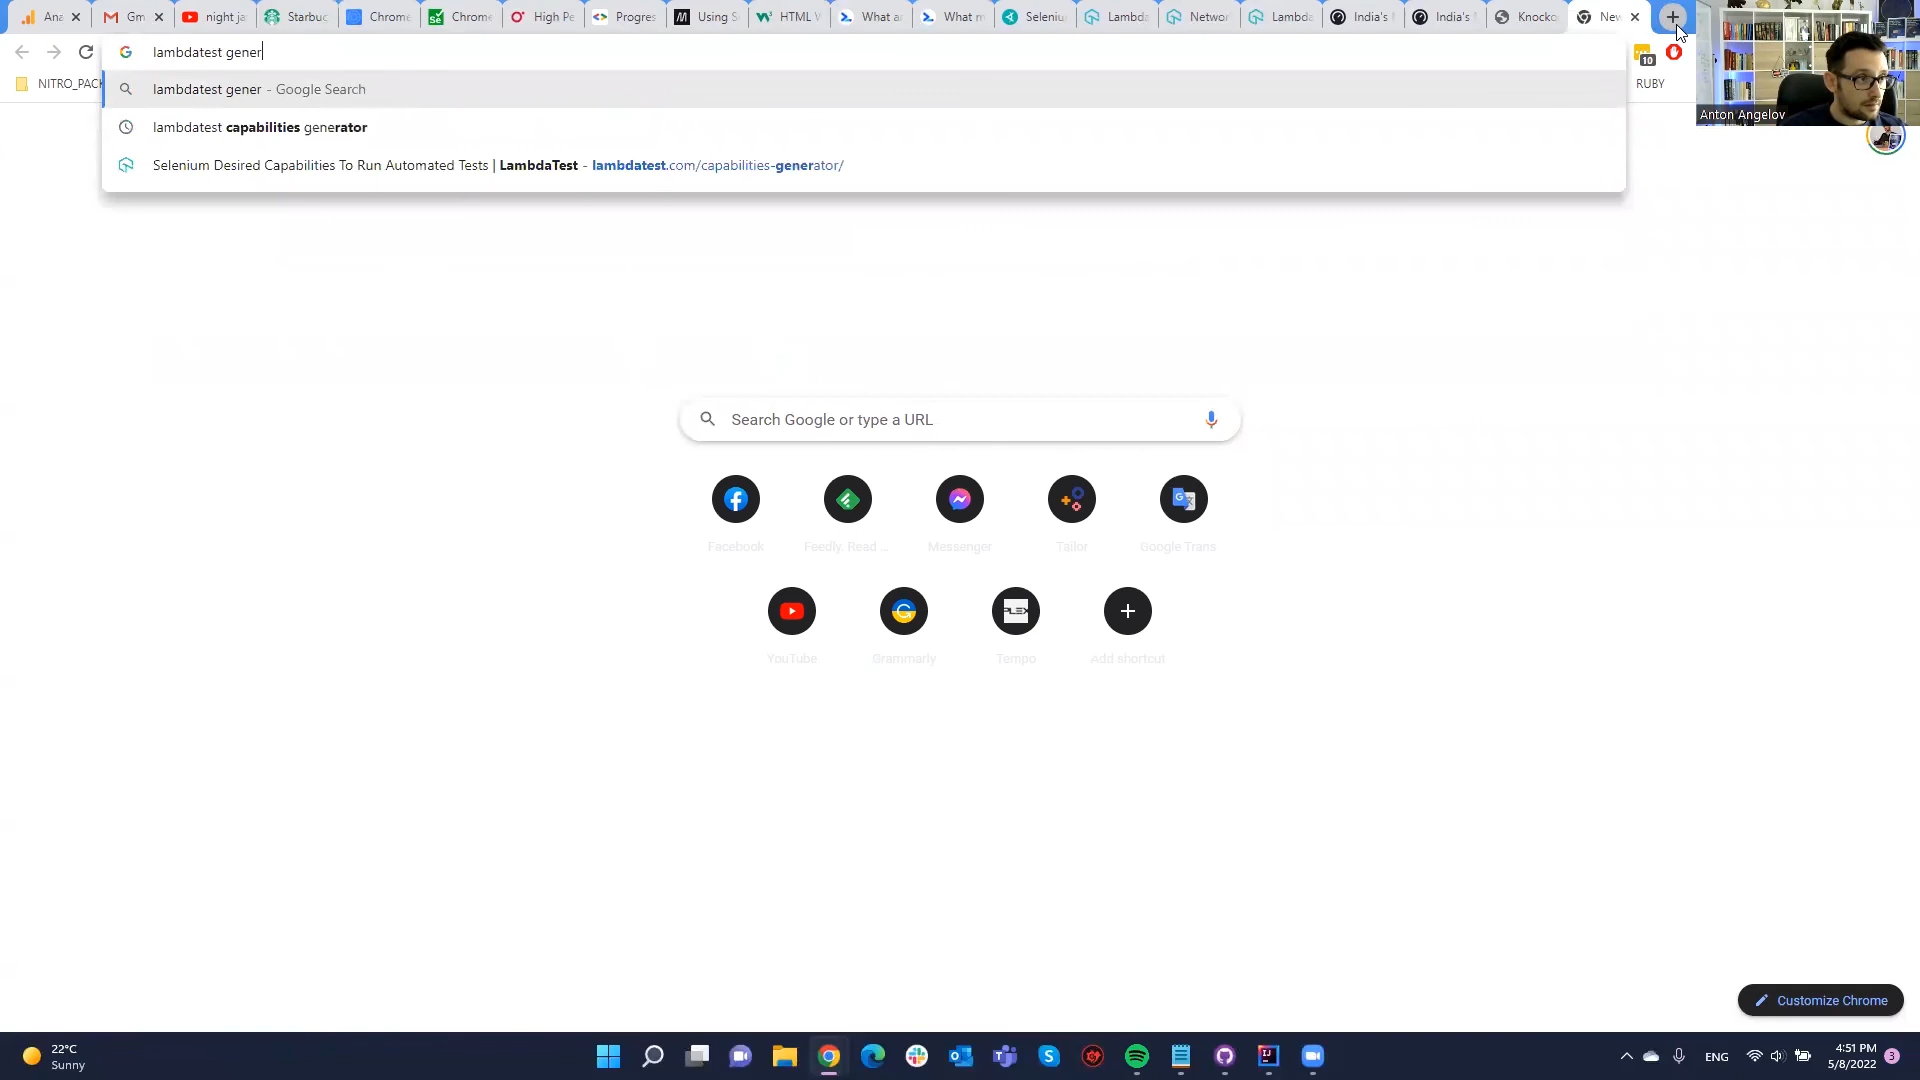 Ana
Gm
night ja
Starbuc
Chrome
Chrome
High Pe
Progres
Using S
HTML V
What a
What m
Seleniu
Lambda
Networ
Lambda
India's
India's
Knocko
New
lambdatest gener
10
NITRO_PACK
RUBY
lambdatest gener - Google Search
lambdatest capabilities generator
Selenium Desired Capabilities To Run Automated Tests | LambdaTest - lambdatest.com/capabilities-generator/
Anton Angelov
Search Google or type a URL
Facebook
Feedly. Read ...
Messenger
Tailor
Google Trans
YouTube
Grammarly
Tempo
Add shortcut
Customize Chrome
22°C
Sunny
ENG
4:51 PM
5/8/2022
3